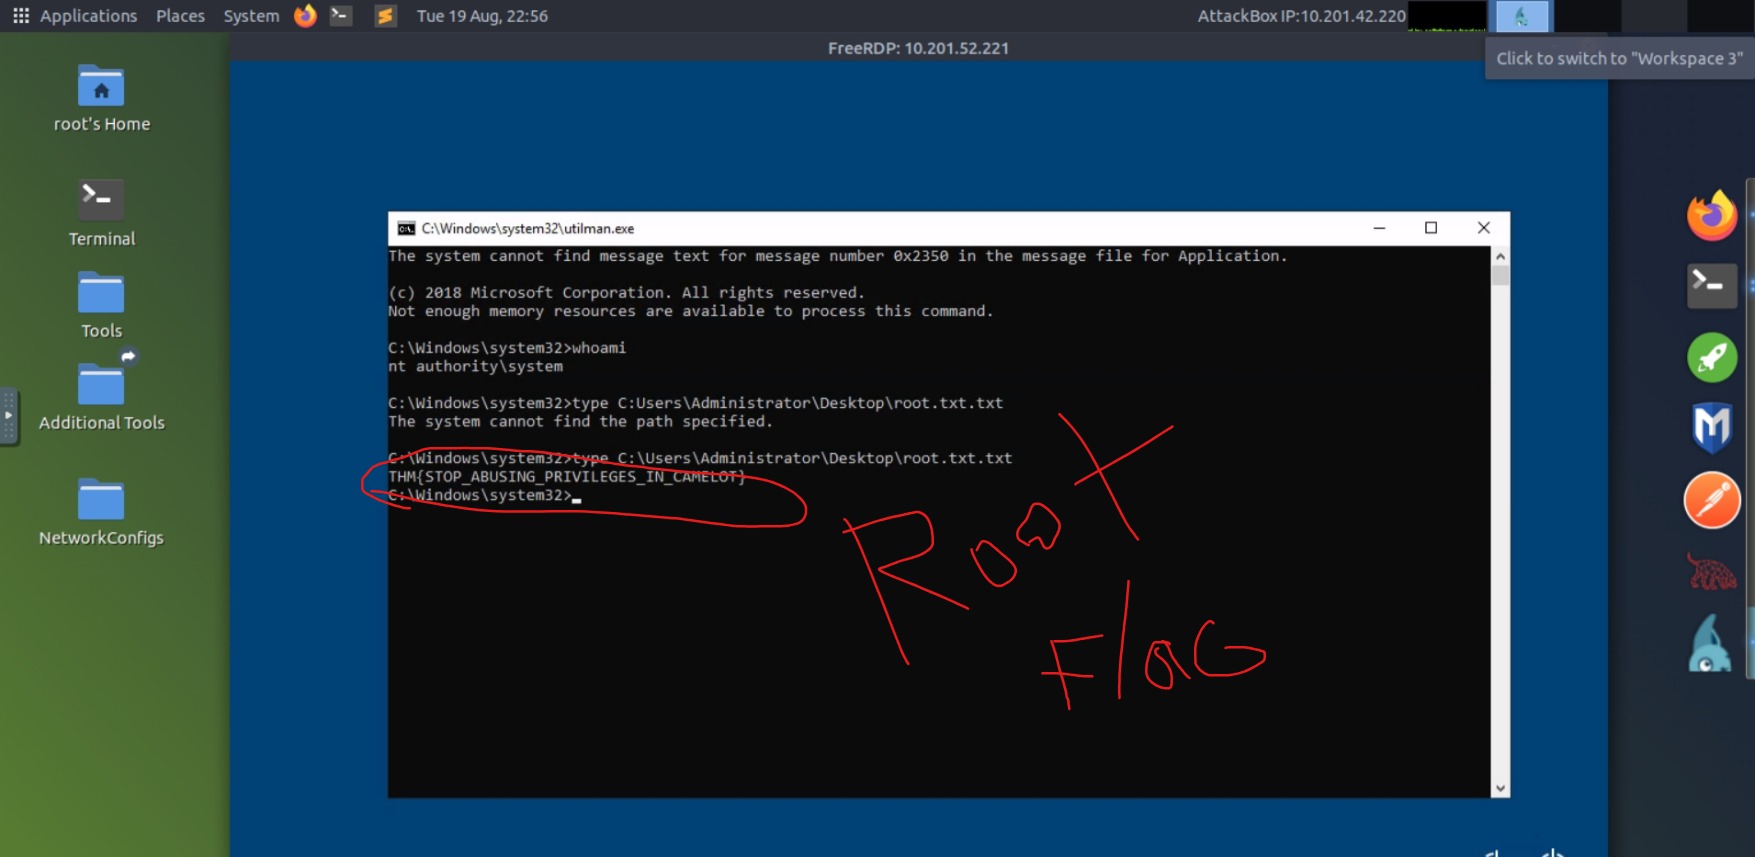 Applications Places System Tue 19 Aug, 22:56 AttackBox IP:10.201.42.220
FreeRDP: 10.201.52.221
Click to switch to "Workspace 3"
root's Home
Terminal
Tools
Additional Tools
NetworkConfigs
C:\Windows\system32\utilman.exe
The system cannot find message text for message number 0x2350 in the message file for Application.
(c) 2018 Microsoft Corporation. All rights reserved.
Not enough memory resources are available to process this command.
C:\Windows\system32>whoami
nt authority\system
C:\Windows\system32>type C:Users\Administrator\Desktop\root.txt.txt
The system cannot find the path specified.
C:\Windows\system32>type C:\Users\Administrator\Desktop\root.txt.txt
THM{STOP_ABUSING_PRIVILEGES_IN_CAMELOT}
C:\Windows\system32>
Root
FlaG